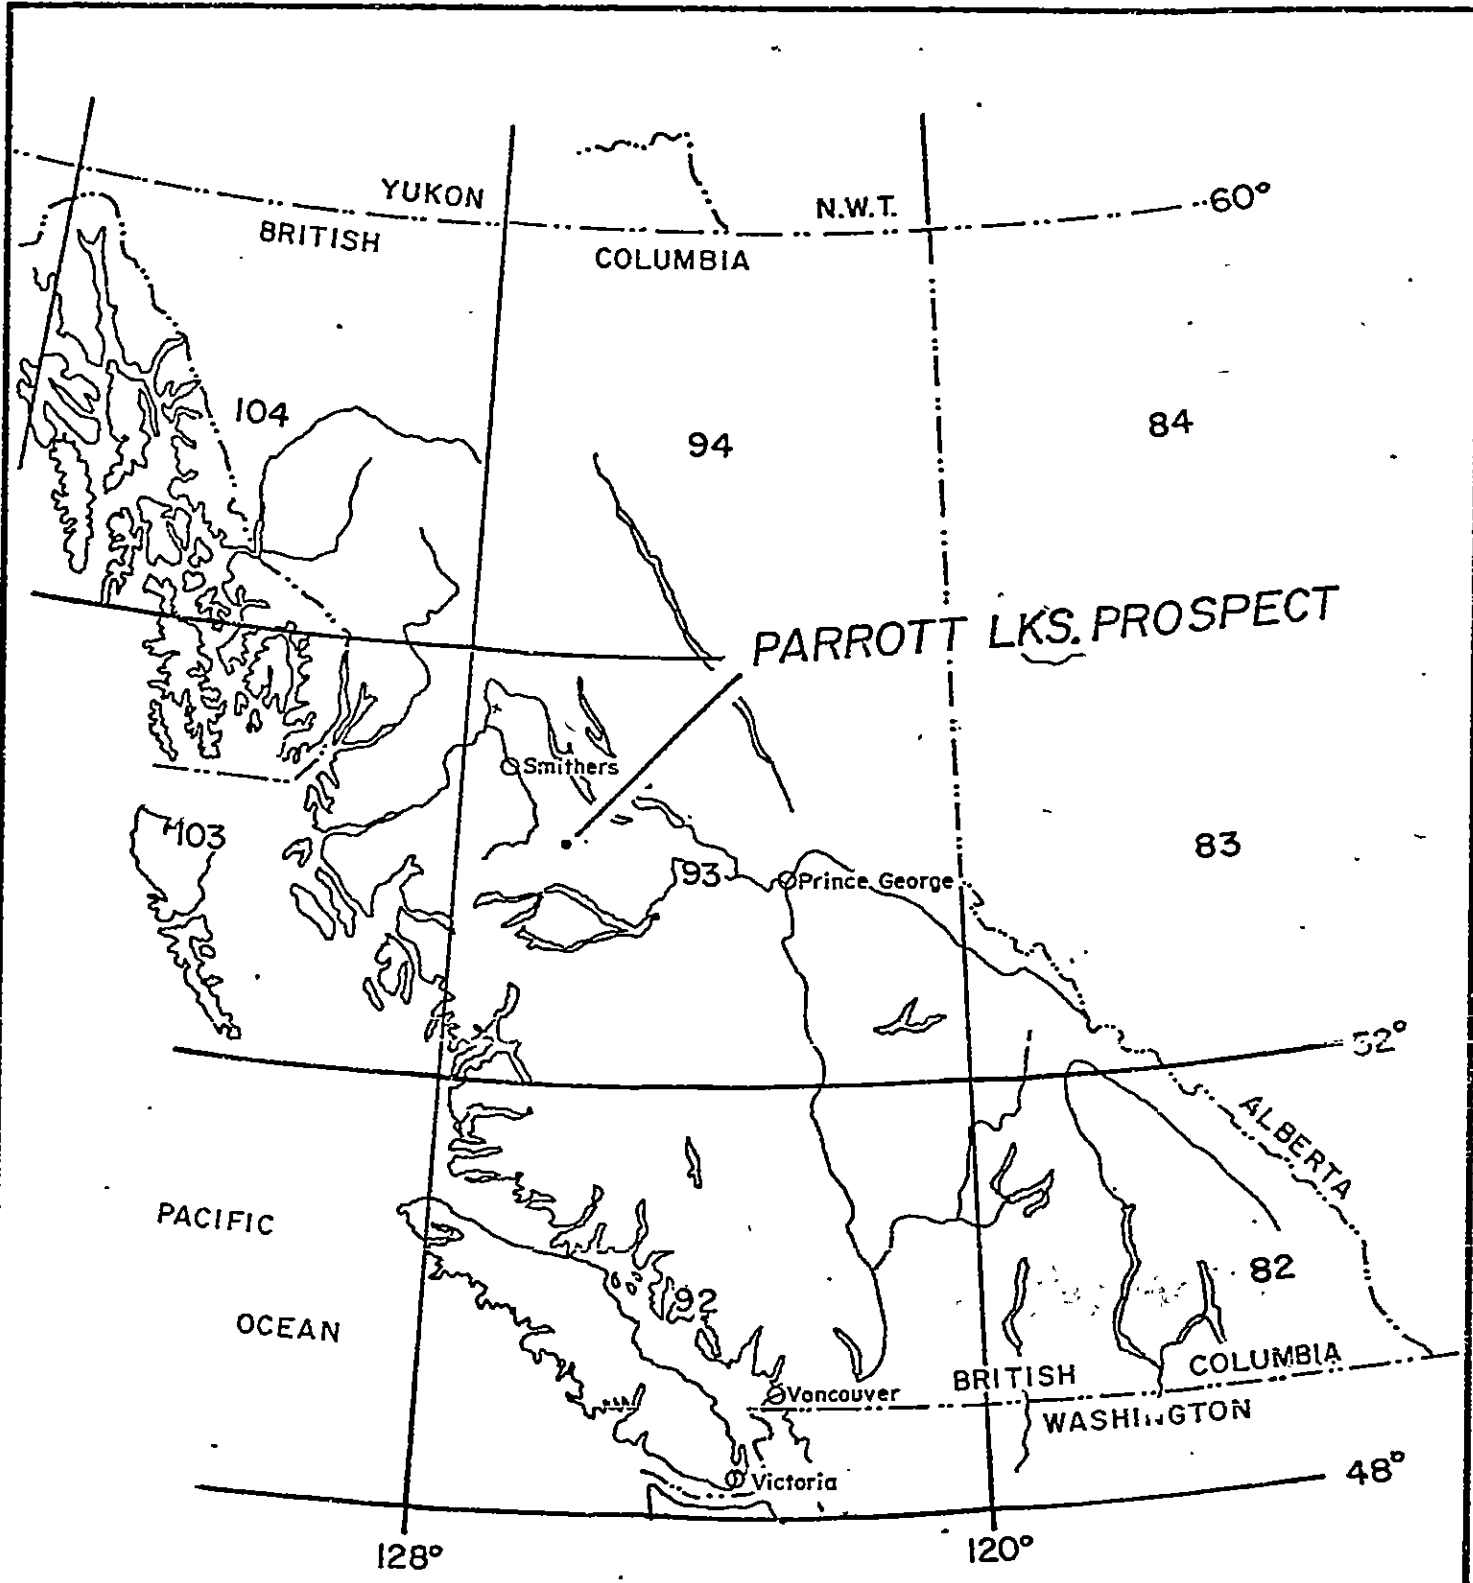 YUKON
N.W.T.
60°
BRITISH
COLUMBIA
104
94
84
PARROTT LKS. PROSPECT
Smithers
103
93
Prince George
83
52°
ALBERTA
PACIFIC
OCEAN
92
82
Vancouver
BRITISH
COLUMBIA
WASHINGTON
Victoria
48°
128°
120°